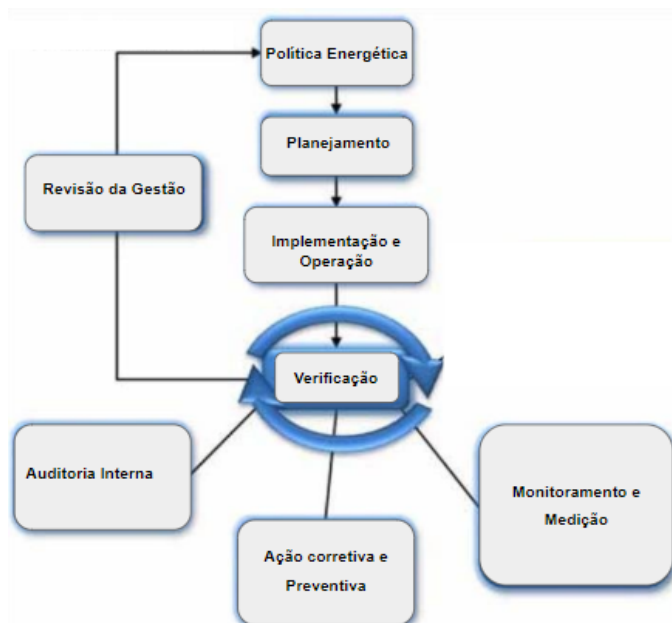 Política Energética
Planejamento
Revisão da Gestão
Implementação e
Operação
Verificação
Auditoria Interna
Monitoramento e
Medição
Ação corretiva e
Preventiva